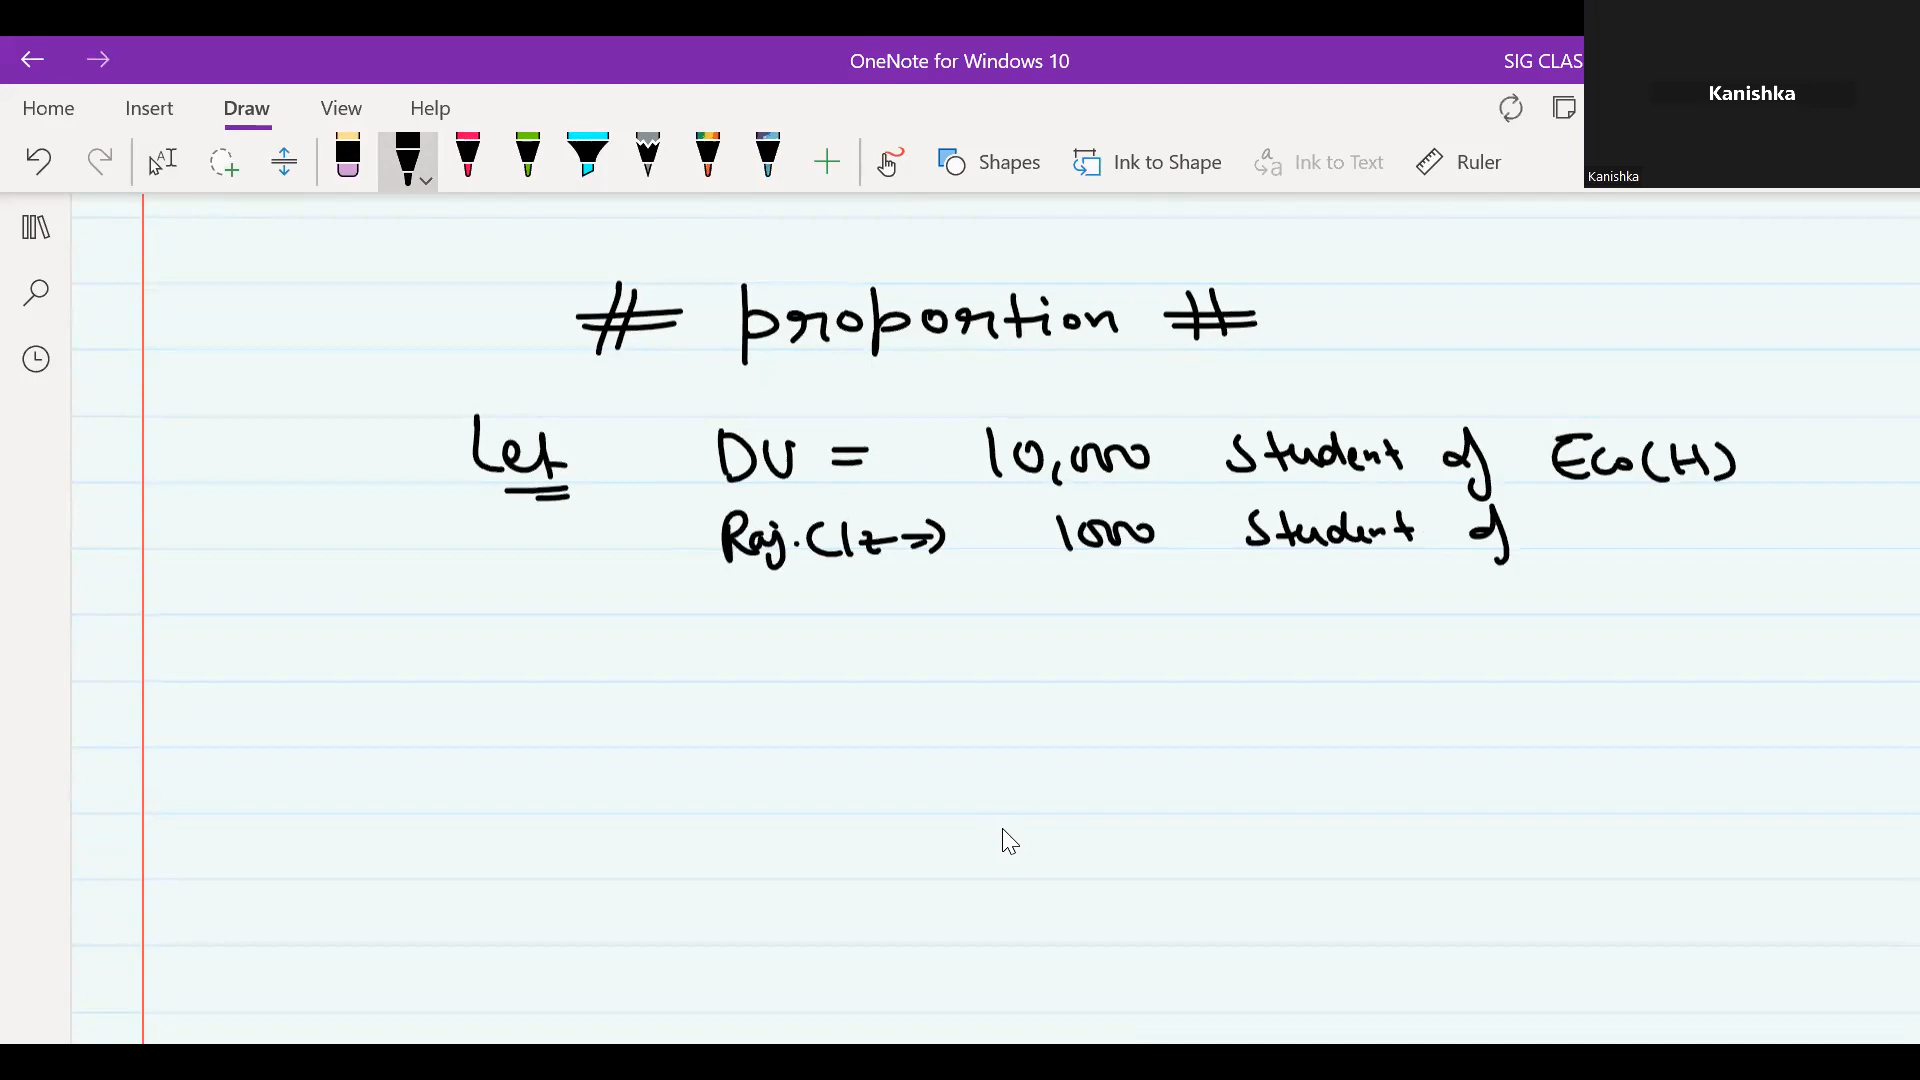 OneNote for Windows 10
SIG CLAS
Kanishka
Kanishka
Home Insert Draw View Help
Shapes Ink to Shape Ink to Text Ruler
# proportion #
Let DU = 10,000 student of Eco(H)
Raj. Clz → 1000 student of